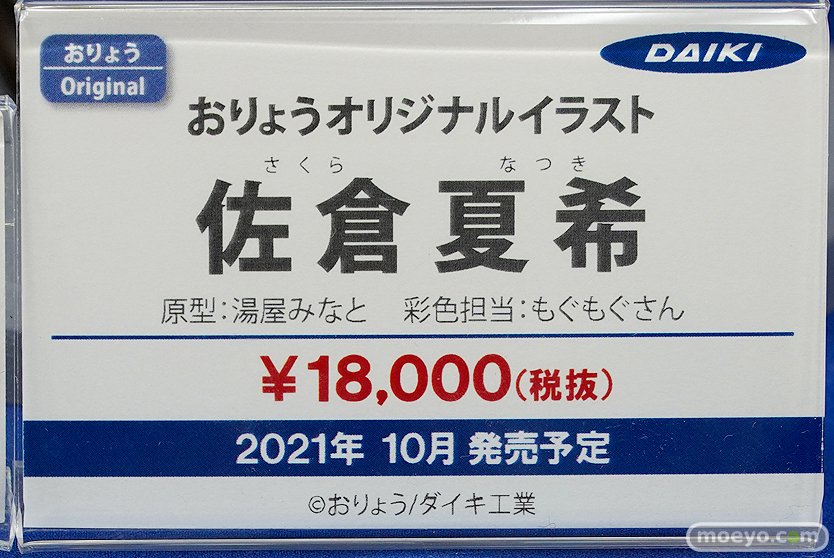 おりょう
Original
DAIKI
おりょうオリジナルイラスト
さくら なつき
佐倉夏希
原型:湯屋みなと 彩色担当:もぐもぐさん
¥18,000(税抜)
2021年 10月 発売予定
©おりょう/ダイキ工業
moeyo.com